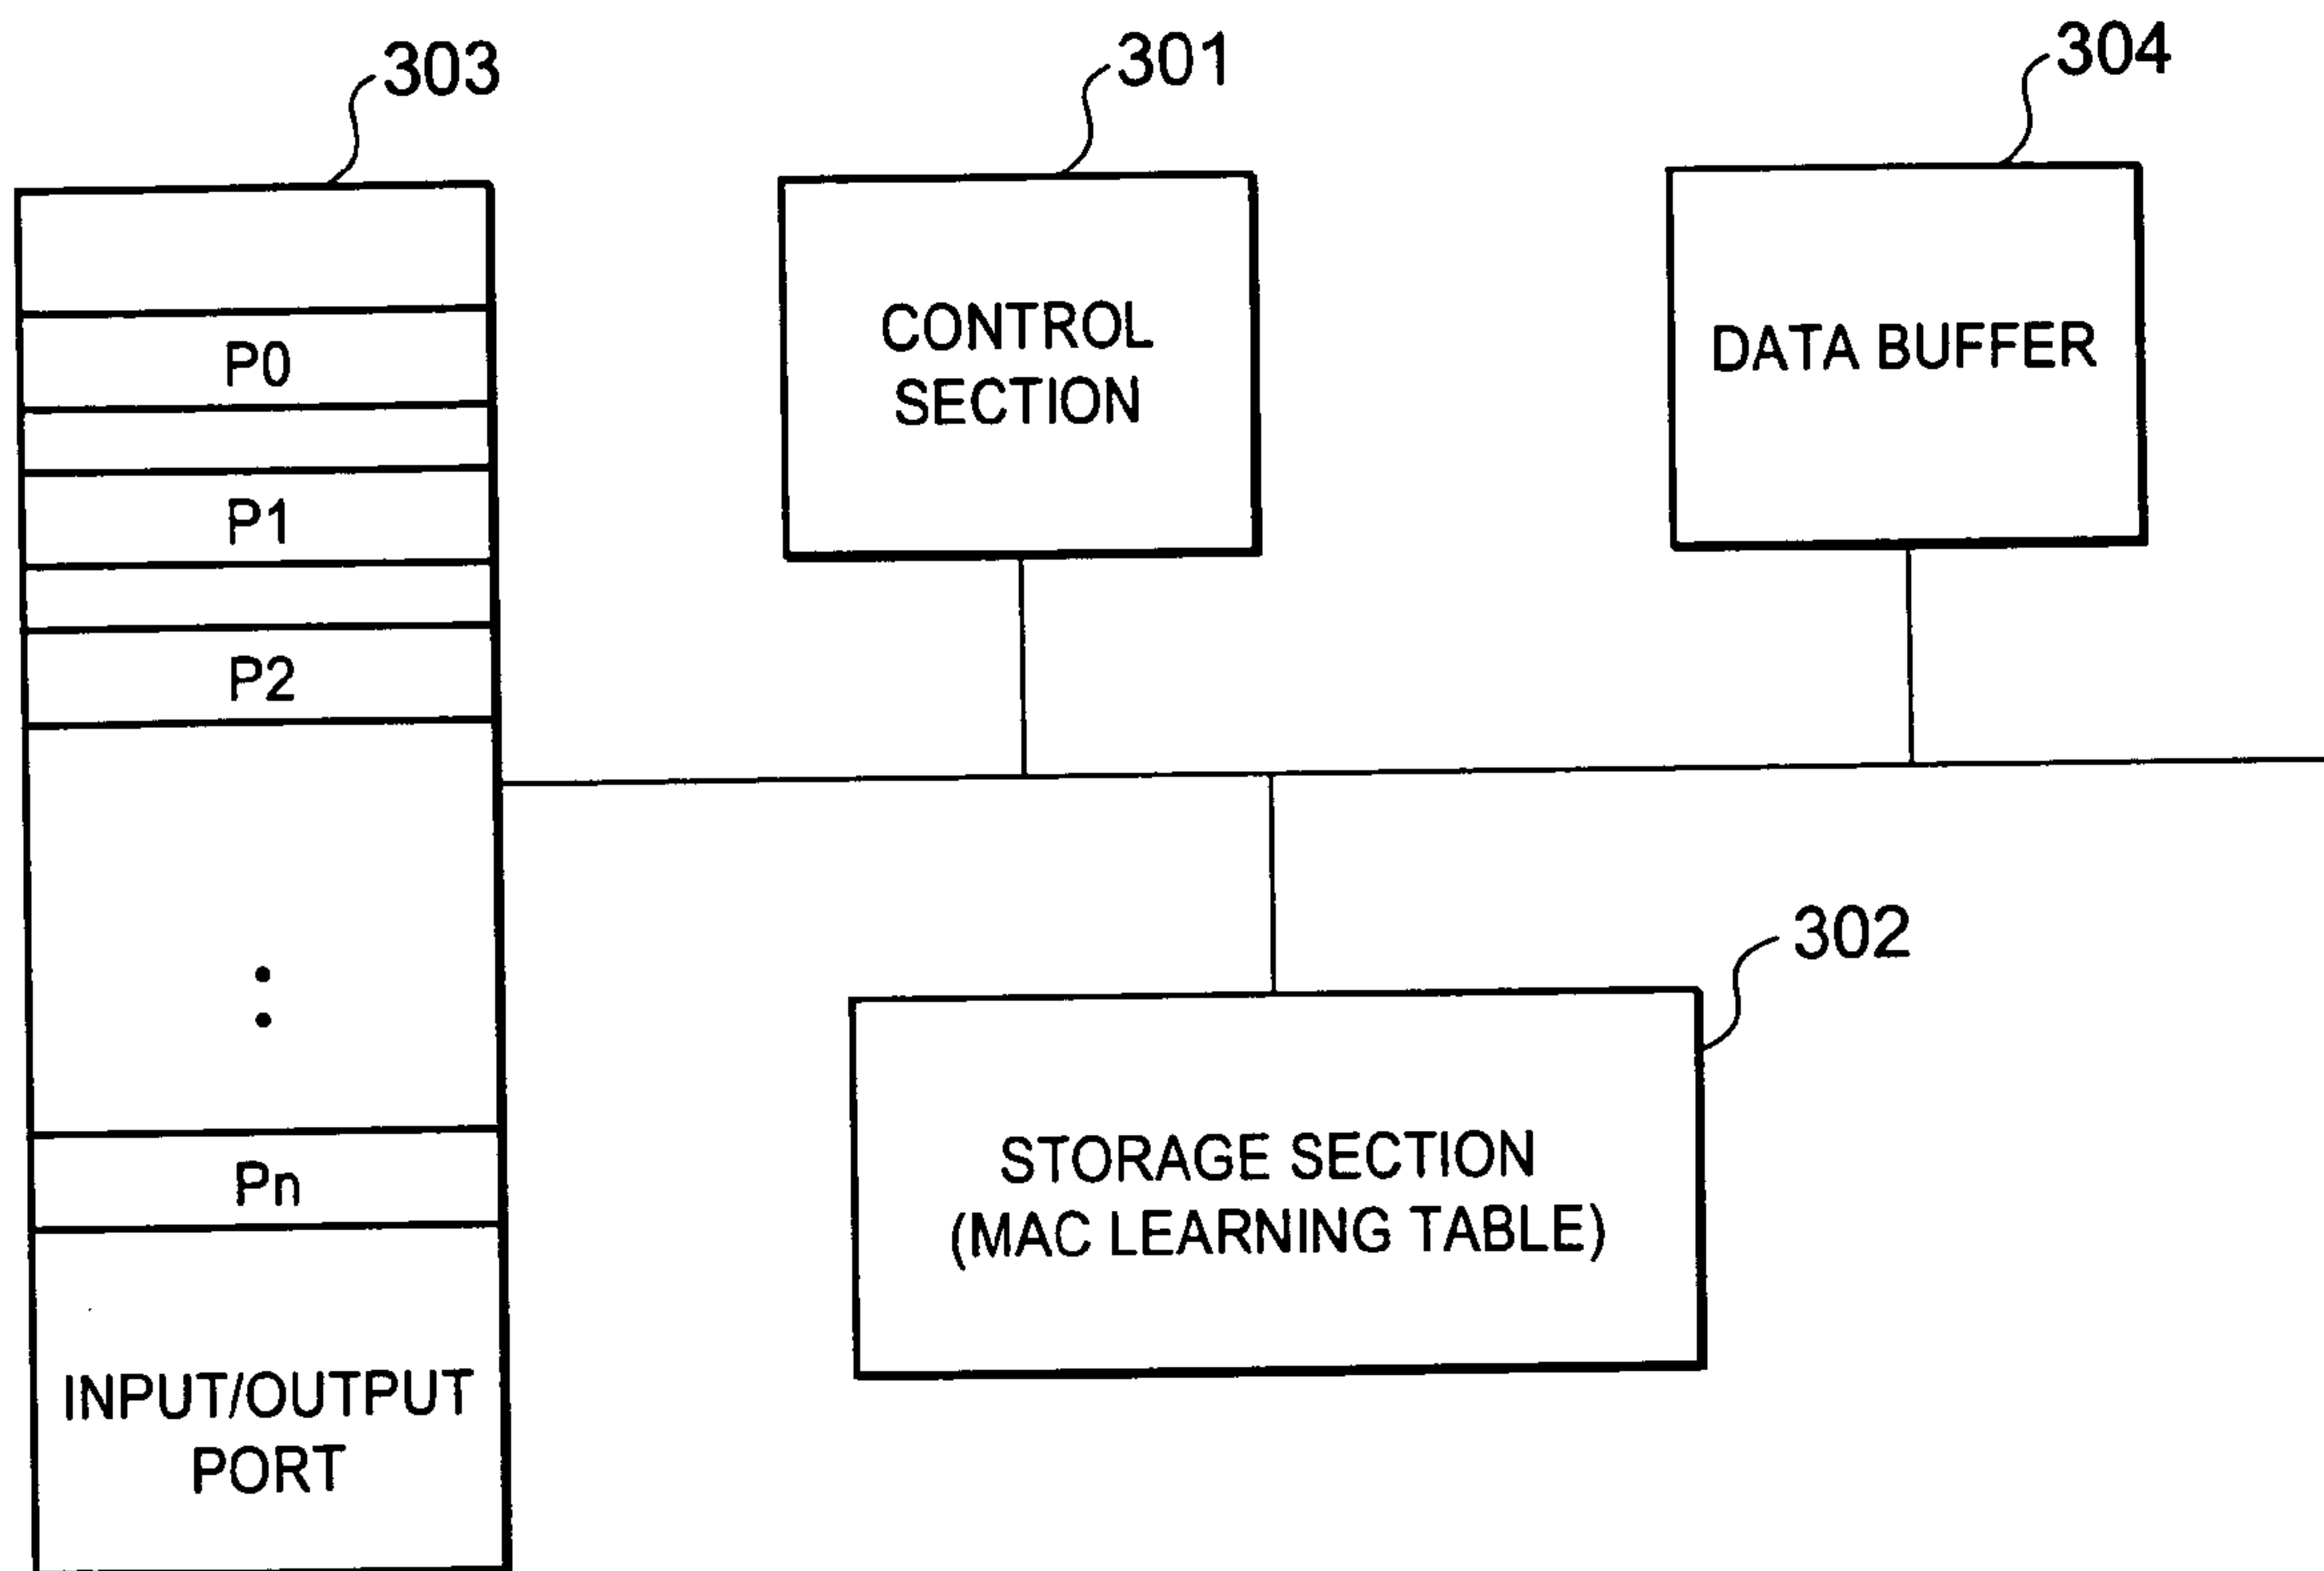 303
301
304
P0
P1
P2
Pn
INPUT/OUTPUT
PORT
CONTROL
SECTION
DATA BUFFER
302
STORAGE SECTION
(MAC LEARNING TABLE)